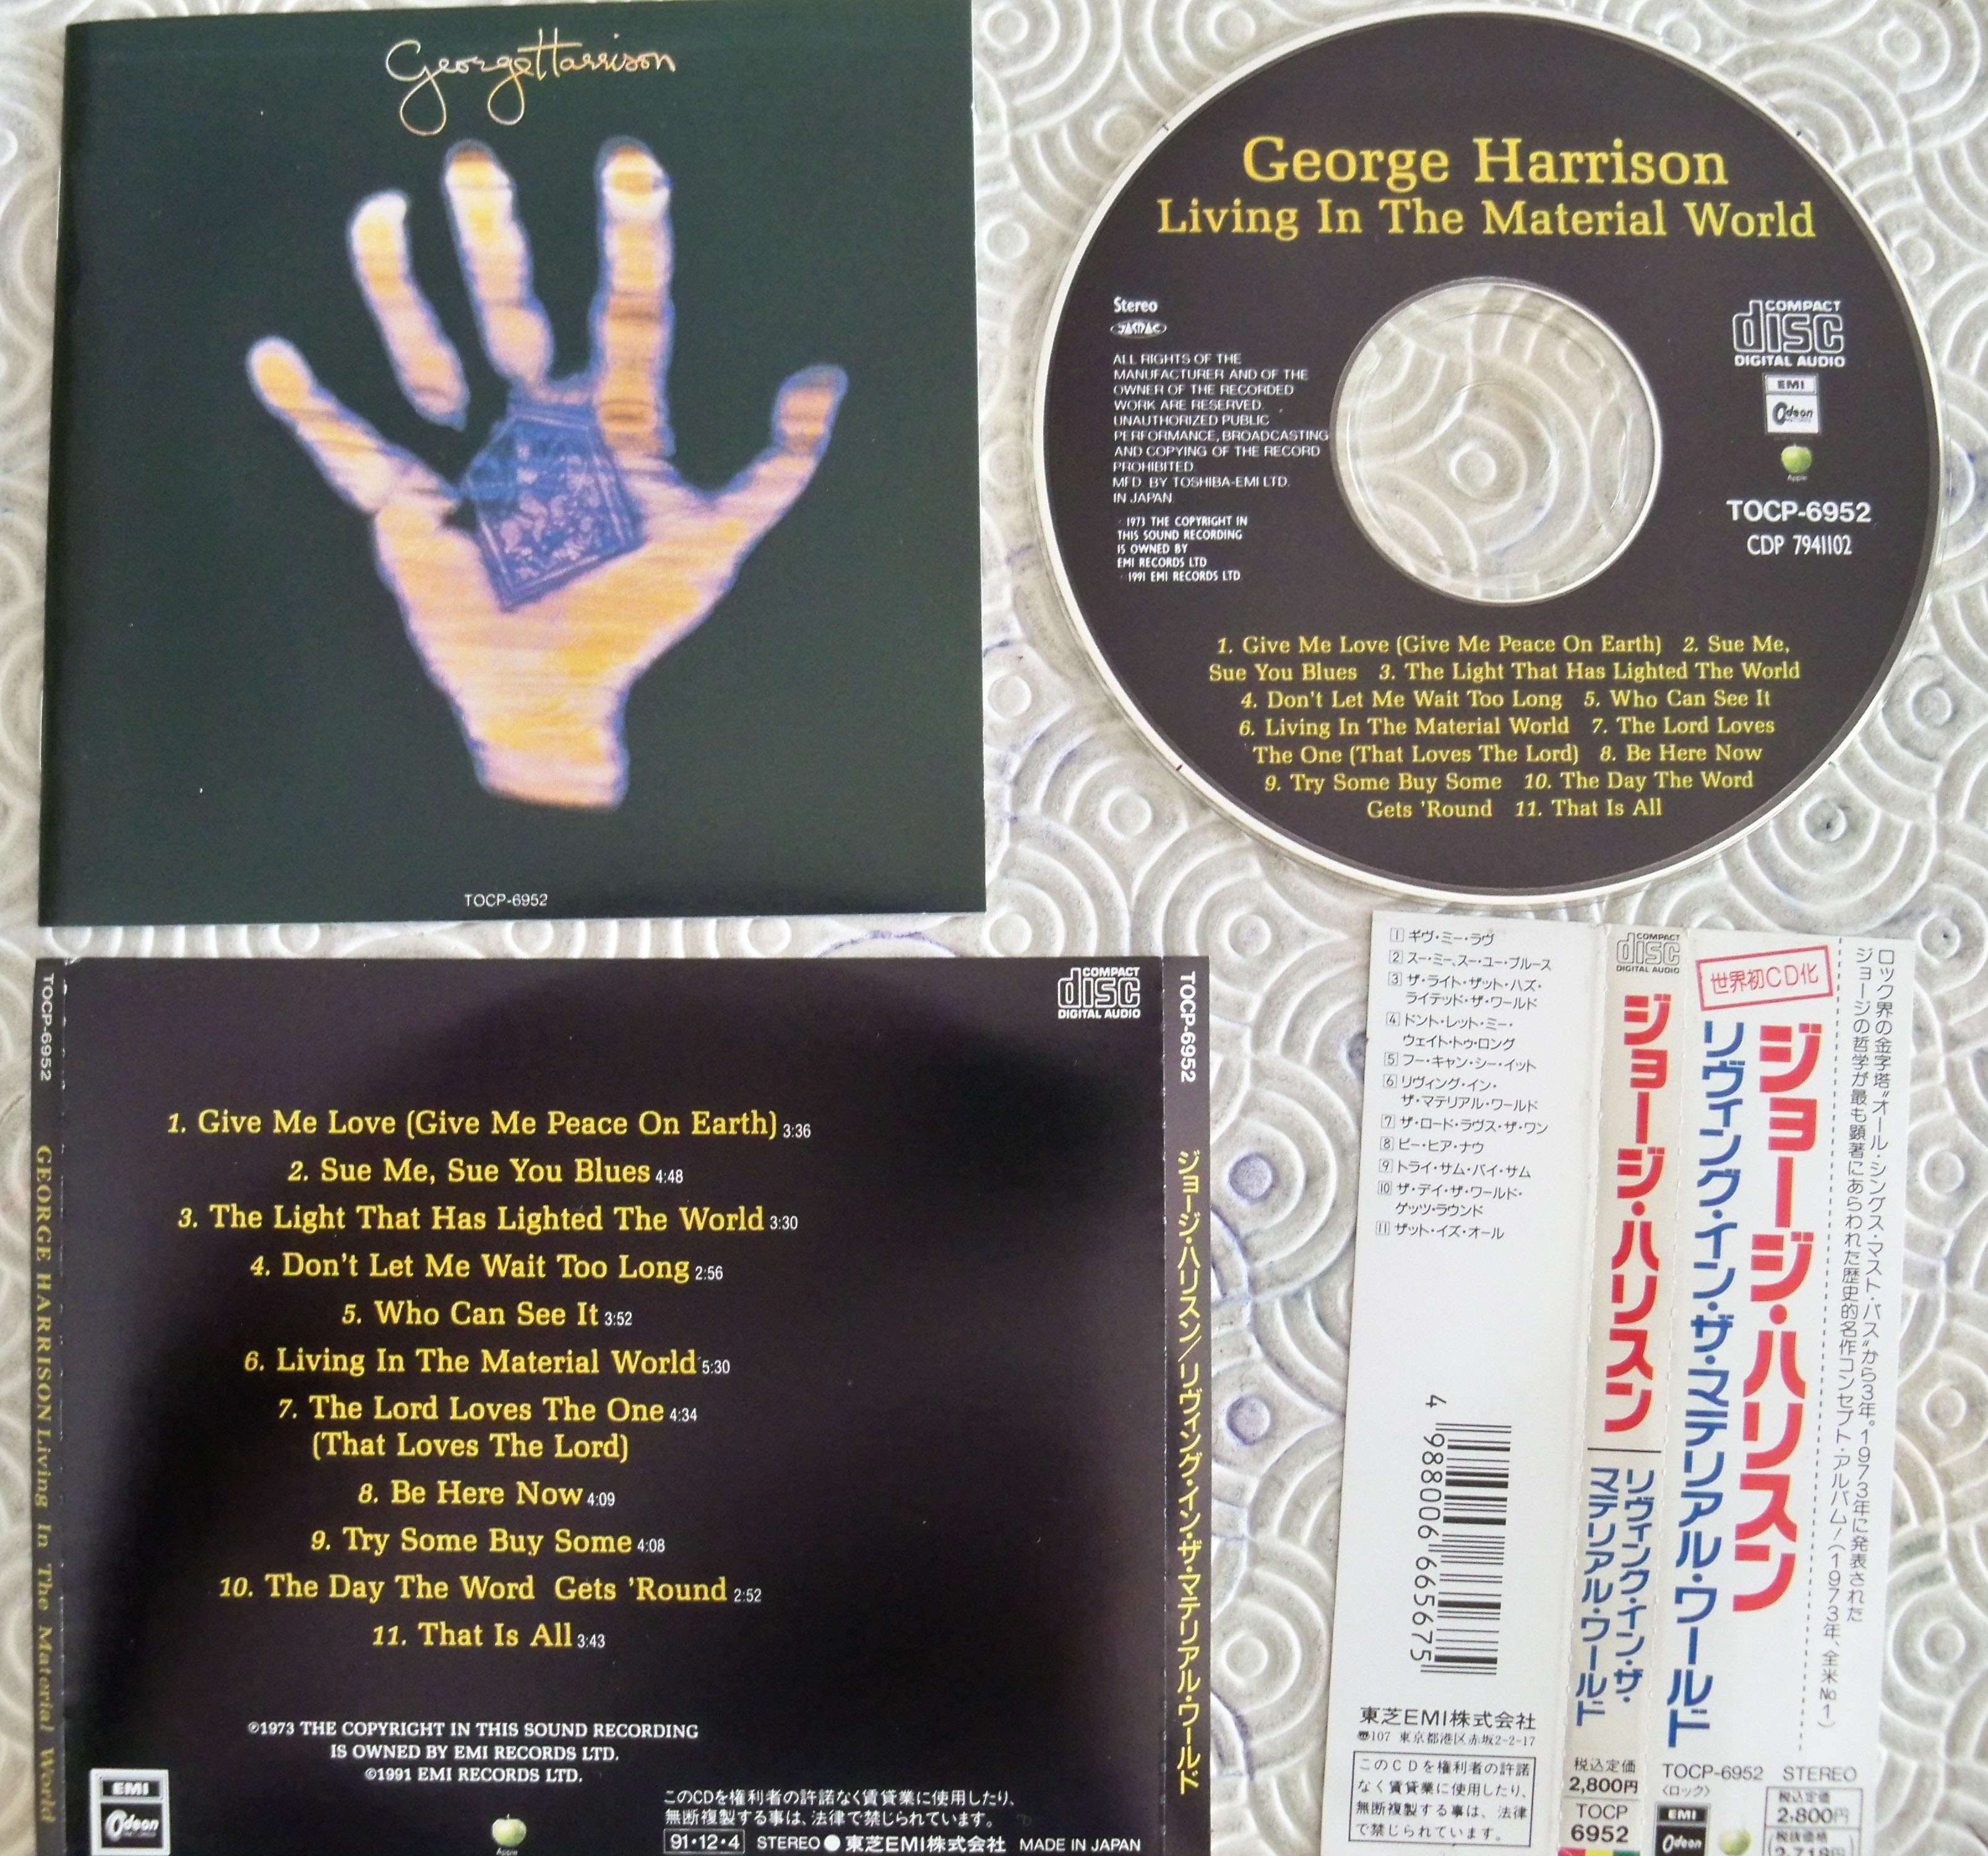 George Harrison
TOCP-6952
George Harrison
Living In The Material World
Stereo
JASRAC
ALL RIGHTS OF THE
MANUFACTURER AND OF THE
OWNER OF THE RECORDED
WORK ARE RESERVED.
UNAUTHORIZED PUBLIC
PERFORMANCE, BROADCASTING
AND COPYING OF THE RECORD
PROHIBITED
MFD. BY TOSHIBA-EMI LTD.
IN JAPAN
1973 THE COPYRIGHT IN
THIS SOUND RECORDING
IS OWNED BY
EMI RECORDS LTD
1991 EMI RECORDS LTD.
COMPACT
disc
DIGITAL AUDIO
EMI
Odeon
Apple
TOCP-6952
CDP 7941102
1. Give Me Love (Give Me Peace On Earth) 2. Sue Me,
Sue You Blues 3. The Light That Has Lighted The World
4. Don't Let Me Wait Too Long 5. Who Can See It
6. Living In The Material World 7. The Lord Loves
The One (That Loves The Lord) 8. Be Here Now
9. Try Some Buy Some 10. The Day The Word
Gets 'Round 11. That Is All
TOCP-6952
GEORGE HARRISON Living In The Material World
COMPACT
disc
DIGITAL AUDIO
1. Give Me Love (Give Me Peace On Earth) 3:36
2. Sue Me, Sue You Blues 4:48
3. The Light That Has Lighted The World 3:30
4. Don't Let Me Wait Too Long 2:56
5. Who Can See It 3:52
6. Living In The Material World 5:30
7. The Lord Loves The One 4:34
(That Loves The Lord)
8. Be Here Now 4:09
9. Try Some Buy Some 4:08
10. The Day The Word Gets 'Round 2:52
11. That Is All 3:43
℗1973 THE COPYRIGHT IN THIS SOUND RECORDING
IS OWNED BY EMI RECORDS LTD.
©1991 EMI RECORDS LTD.
EMI
Odeon
Apple
このCDを権利者の許諾なく賃貸業に使用したり、
無断複製する事は、法律で禁じられています。
91・12・4 STEREO ● 東芝EMI株式会社 MADE IN JAPAN
TOCP-6952
ジョージ・ハリスン／リヴィング・イン・ザ・マテリアル・ワールド
1 ギヴ・ミー・ラヴ
2 スー・ミー、スー・ユー・ブルース
3 ザ・ライト・ザット・ハズ・
ライテッド・ザ・ワールド
4 ドント・レット・ミー・
ウェイト・トゥ・ロング
5 フー・キャン・シー・イット
6 リヴィング・イン・
ザ・マテリアル・ワールド
7 ザ・ロード・ラヴス・ザ・ワン
8 ビー・ヒア・ナウ
9 トライ・サム・バイ・サム
10 ザ・デイ・ザ・ワールド・
ゲッツ・ラウンド
11 ザット・イズ・オール
4 988006 665675
東芝EMI株式会社
〒107 東京都港区赤坂2-2-17
このCDを権利者の許諾
なく賃貸業に使用したり、
無断複製する事は、法律
で禁じられています。
COMPACT
disc
DIGITAL AUDIO
ジョージ・ハリスン
リヴィング・イン・ザ・
マテリアル・ワールド
税込定価
2,800円
TOCP
6952
世界初CD化
ジョージ・ハリスン
リヴィング・イン・ザ・マテリアル・ワールド
ロック界の金字塔"オール・シングス・マスト・パス"から3年。1973年に発表された
ジョージの哲学が最も顕著にあらわれた歴史的名作コンセプト・アルバム！(1973年、全米No.1)
TOCP-6952 STEREO
〈ロック〉
EMI
Odeon
税込定価
2,800円
(税抜価格
2,718円)